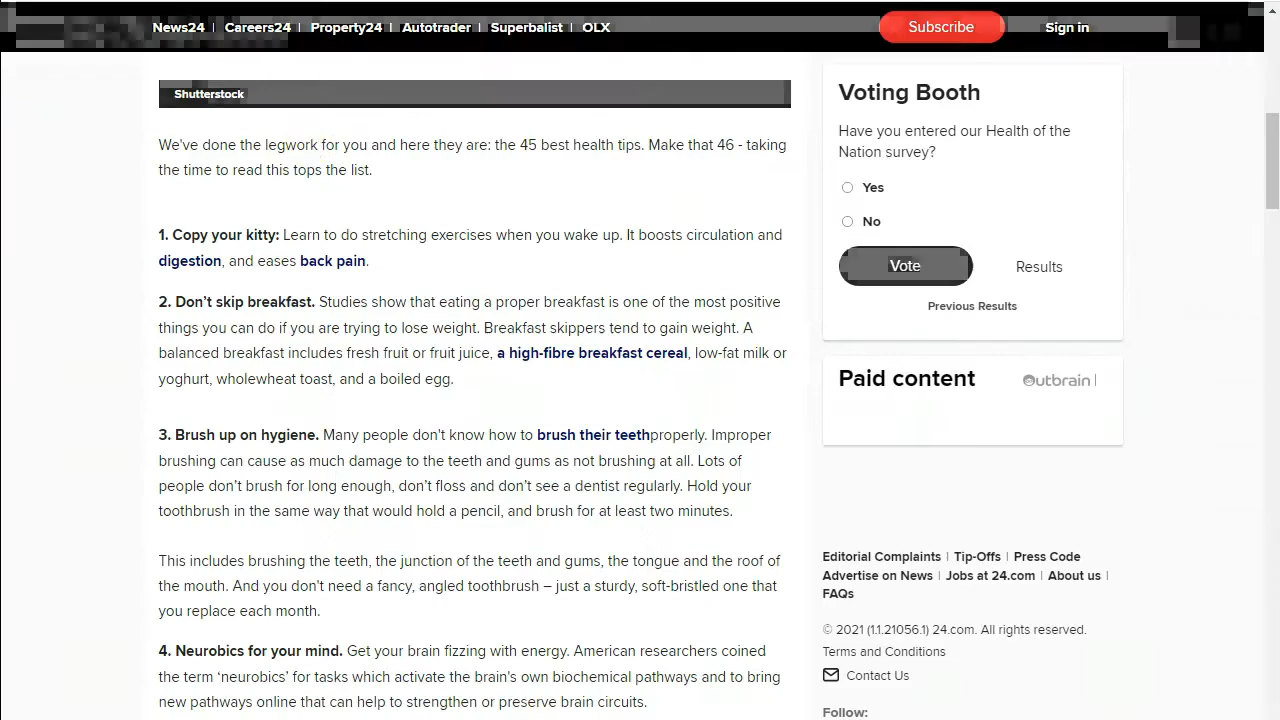 News24 | Careers24 | Property24 | Autotrader | Superbalist | OLX
Subscribe
Sign in
Shutterstock
We've done the legwork for you and here they are: the 45 best health tips. Make that 46 - taking
the time to read this tops the list.
1. Copy your kitty: Learn to do stretching exercises when you wake up. It boosts circulation and
digestion, and eases back pain.
2. Don’t skip breakfast. Studies show that eating a proper breakfast is one of the most positive
things you can do if you are trying to lose weight. Breakfast skippers tend to gain weight. A
balanced breakfast includes fresh fruit or fruit juice, a high-fibre breakfast cereal, low-fat milk or
yoghurt, wholewheat toast, and a boiled egg.
3. Brush up on hygiene. Many people don't know how to brush their teethproperly. Improper
brushing can cause as much damage to the teeth and gums as not brushing at all. Lots of
people don’t brush for long enough, don’t floss and don’t see a dentist regularly. Hold your
toothbrush in the same way that would hold a pencil, and brush for at least two minutes.
This includes brushing the teeth, the junction of the teeth and gums, the tongue and the roof of
the mouth. And you don't need a fancy, angled toothbrush – just a sturdy, soft-bristled one that
you replace each month.
4. Neurobics for your mind. Get your brain fizzing with energy. American researchers coined
the term ‘neurobics’ for tasks which activate the brain's own biochemical pathways and to bring
new pathways online that can help to strengthen or preserve brain circuits.
Voting Booth
Have you entered our Health of the
Nation survey?
Yes
No
Vote
Results
Previous Results
Paid content
Outbrain |
Editorial Complaints | Tip-Offs | Press Code
Advertise on News | Jobs at 24.com | About us |
FAQs
© 2021 (1.1.21056.1) 24.com. All rights reserved.
Terms and Conditions
Contact Us
Follow: